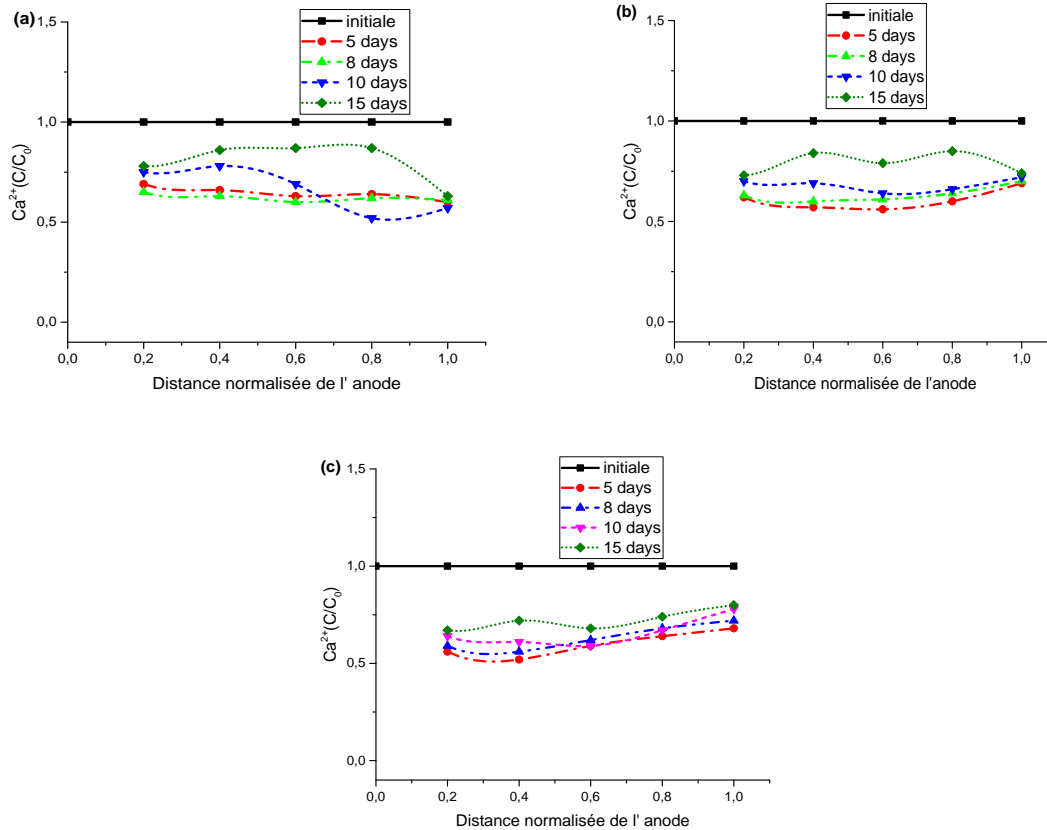 (a)
initiale
5 days
8 days
10 days
15 days
1,5
1,0
0,5
0,0
Ca²⁺(C/C₀)
0,0 0,2 0,4 0,6 0,8 1,0
Distance normalisée de l' anode
(b)
initiale
5 days
8 days
10 days
15 days
1,5
1,0
0,5
0,0
Ca²⁺(C/C₀)
0,0 0,2 0,4 0,6 0,8 1,0
Distance normalisée de l'anode
(c)
initiale
5 days
8 days
10 days
15 days
1,5
1,0
0,5
0,0
Ca²⁺(C/C₀)
0,0 0,2 0,4 0,6 0,8 1,0
Distance normalisée de l' anode